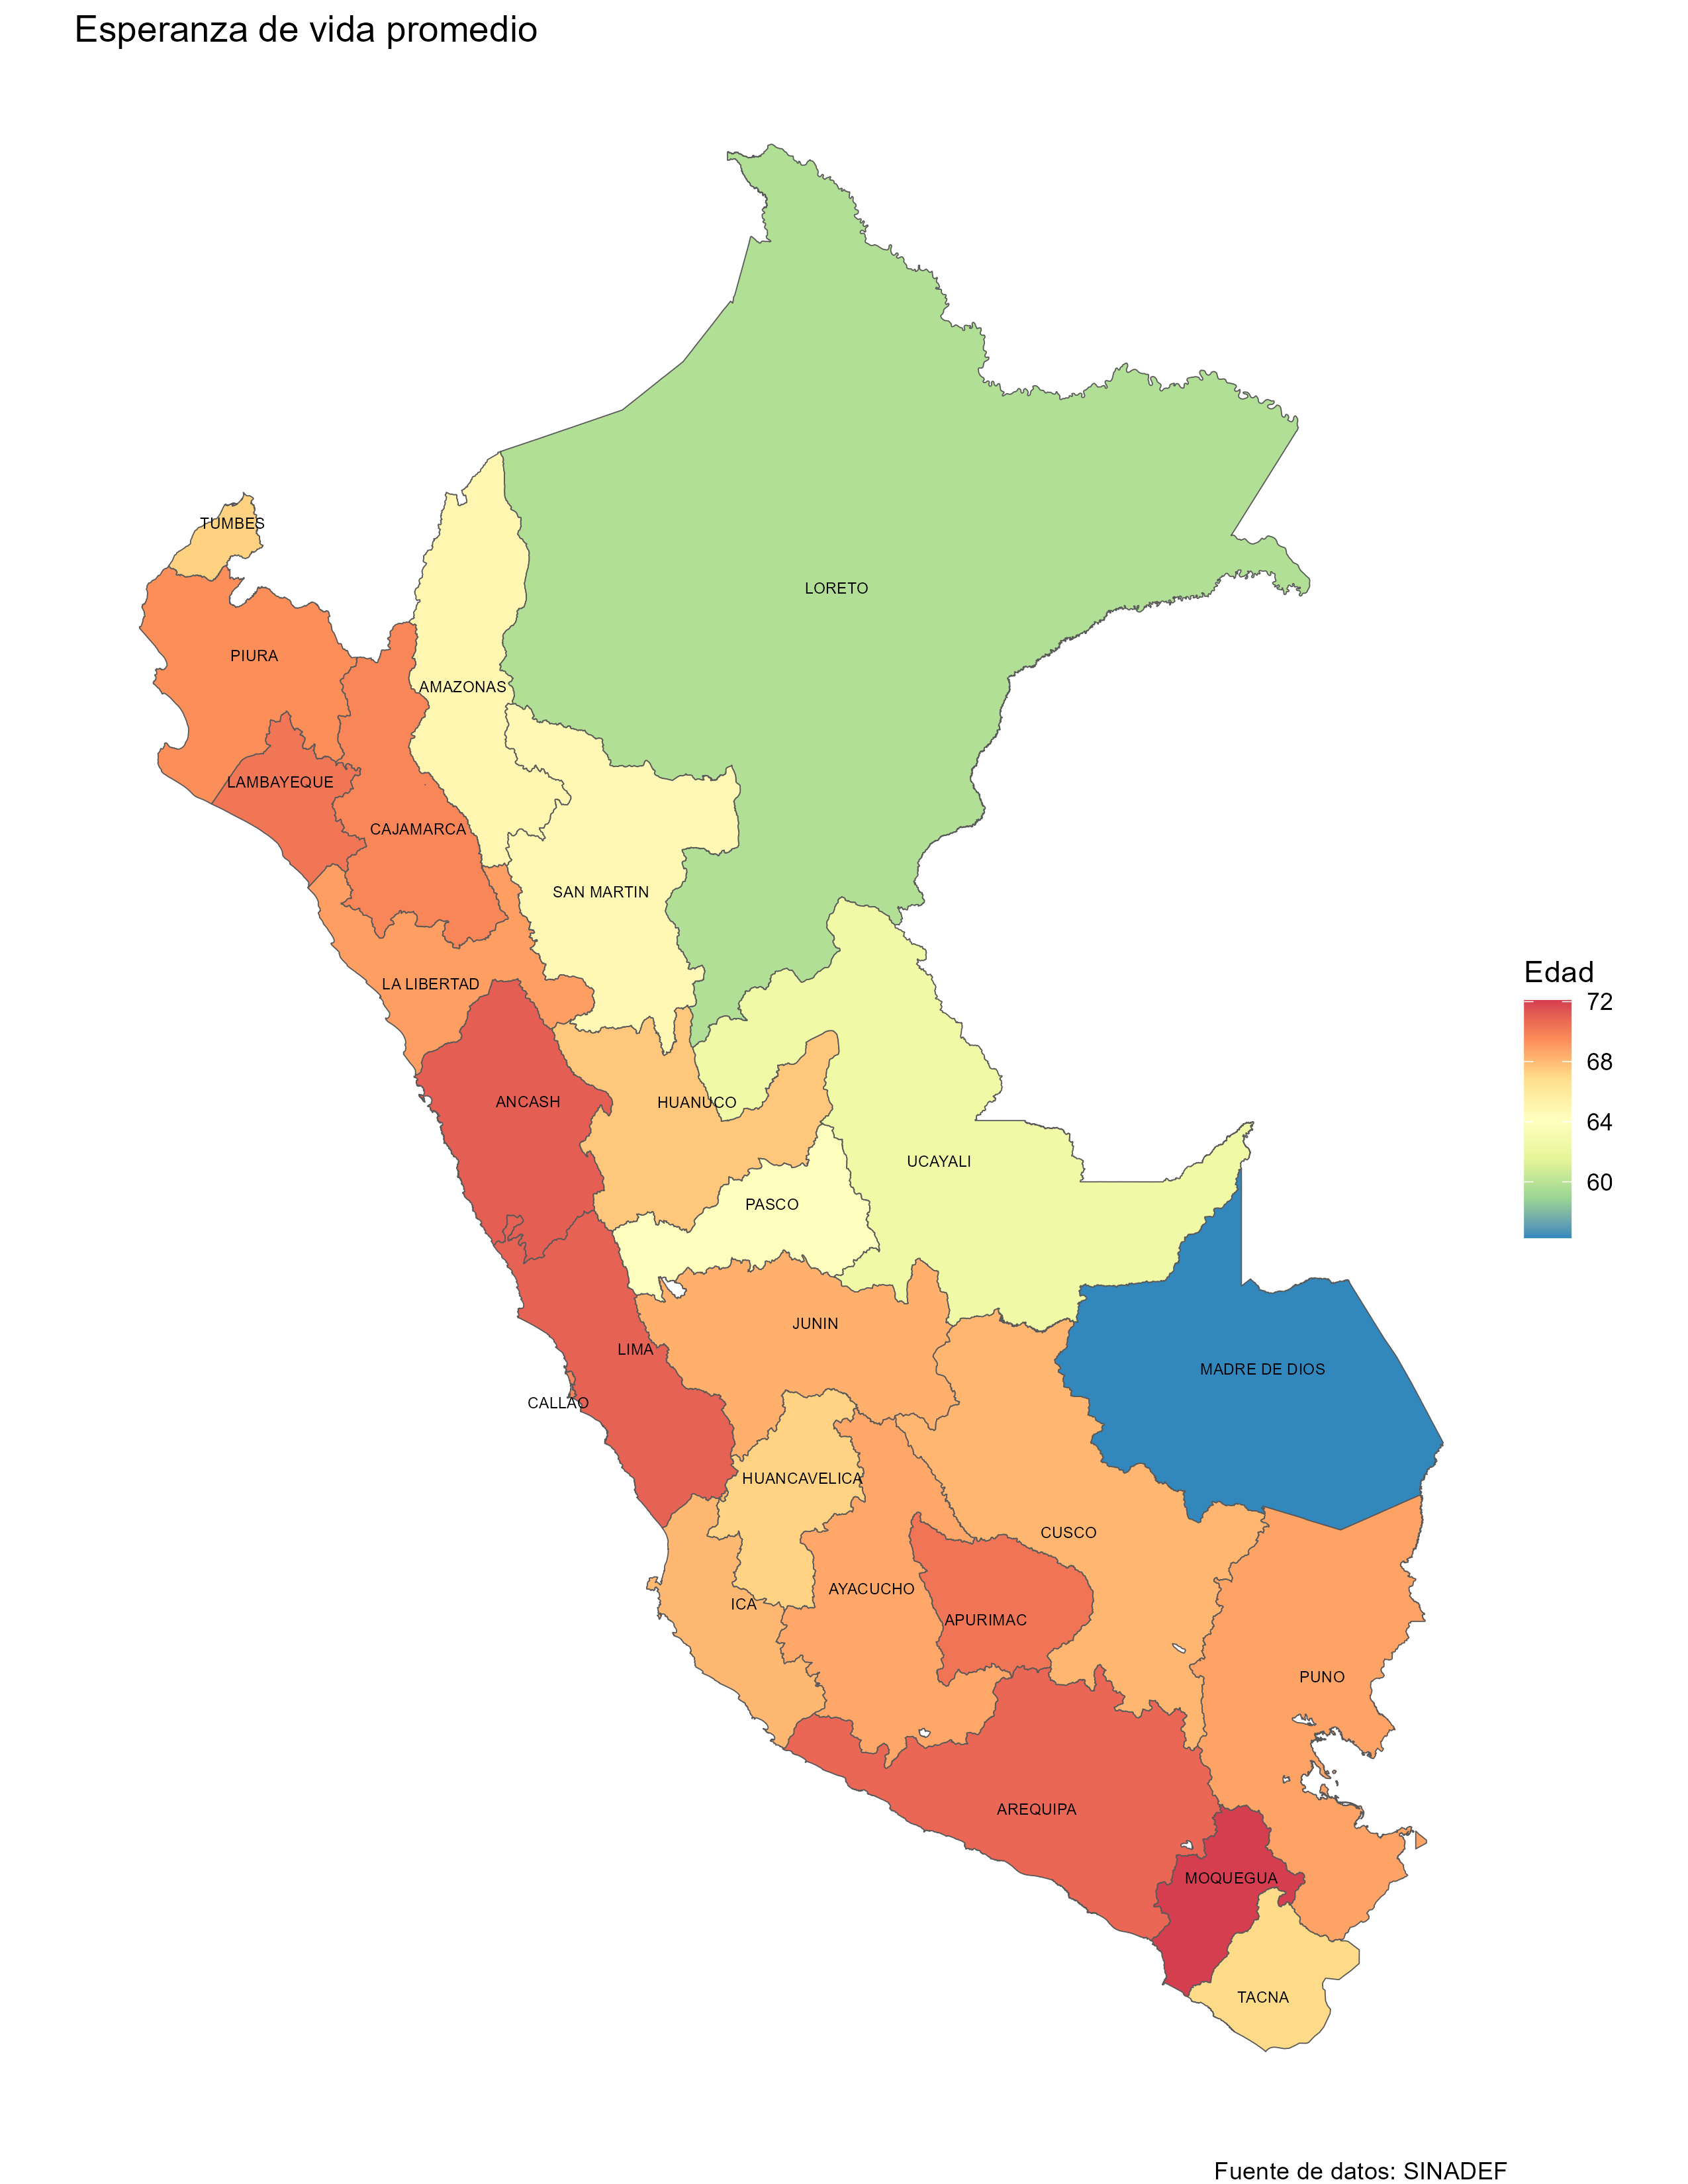 Esperanza de vida promedio
TUMBES
LORETO
PIURA
AMAZONAS
LAMBAYEQUE
CAJAMARCA
SAN MARTIN
LA LIBERTAD
Edad
72
68
64
60
ANCASH
HUANUCO
UCAYALI
PASCO
JUNIN
LIMA
MADRE DE DIOS
CALLAO
HUANCAVELICA
CUSCO
AYACUCHO
ICA
APURIMAC
PUNO
AREQUIPA
MOQUEGUA
TACNA
Fuente de datos: SINADEF